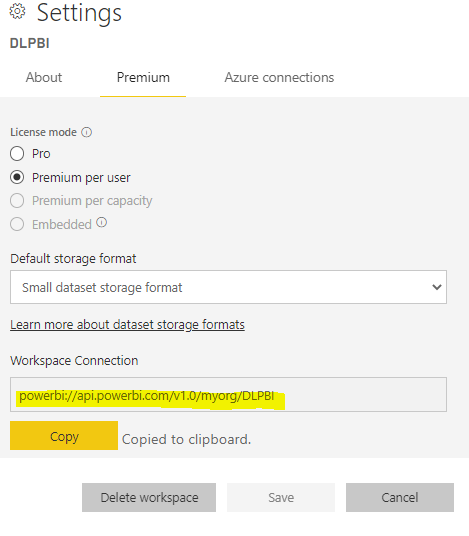 Settings
DLPBI
About Premium Azure connections
License mode
Pro
Premium per user
Premium per capacity
Embedded
Default storage format
Small dataset storage format
Learn more about dataset storage formats
Workspace Connection
powerbi://api.powerbi.com/v1.0/myorg/DLPBI
Copy Copied to clipboard.
Delete workspace Save Cancel